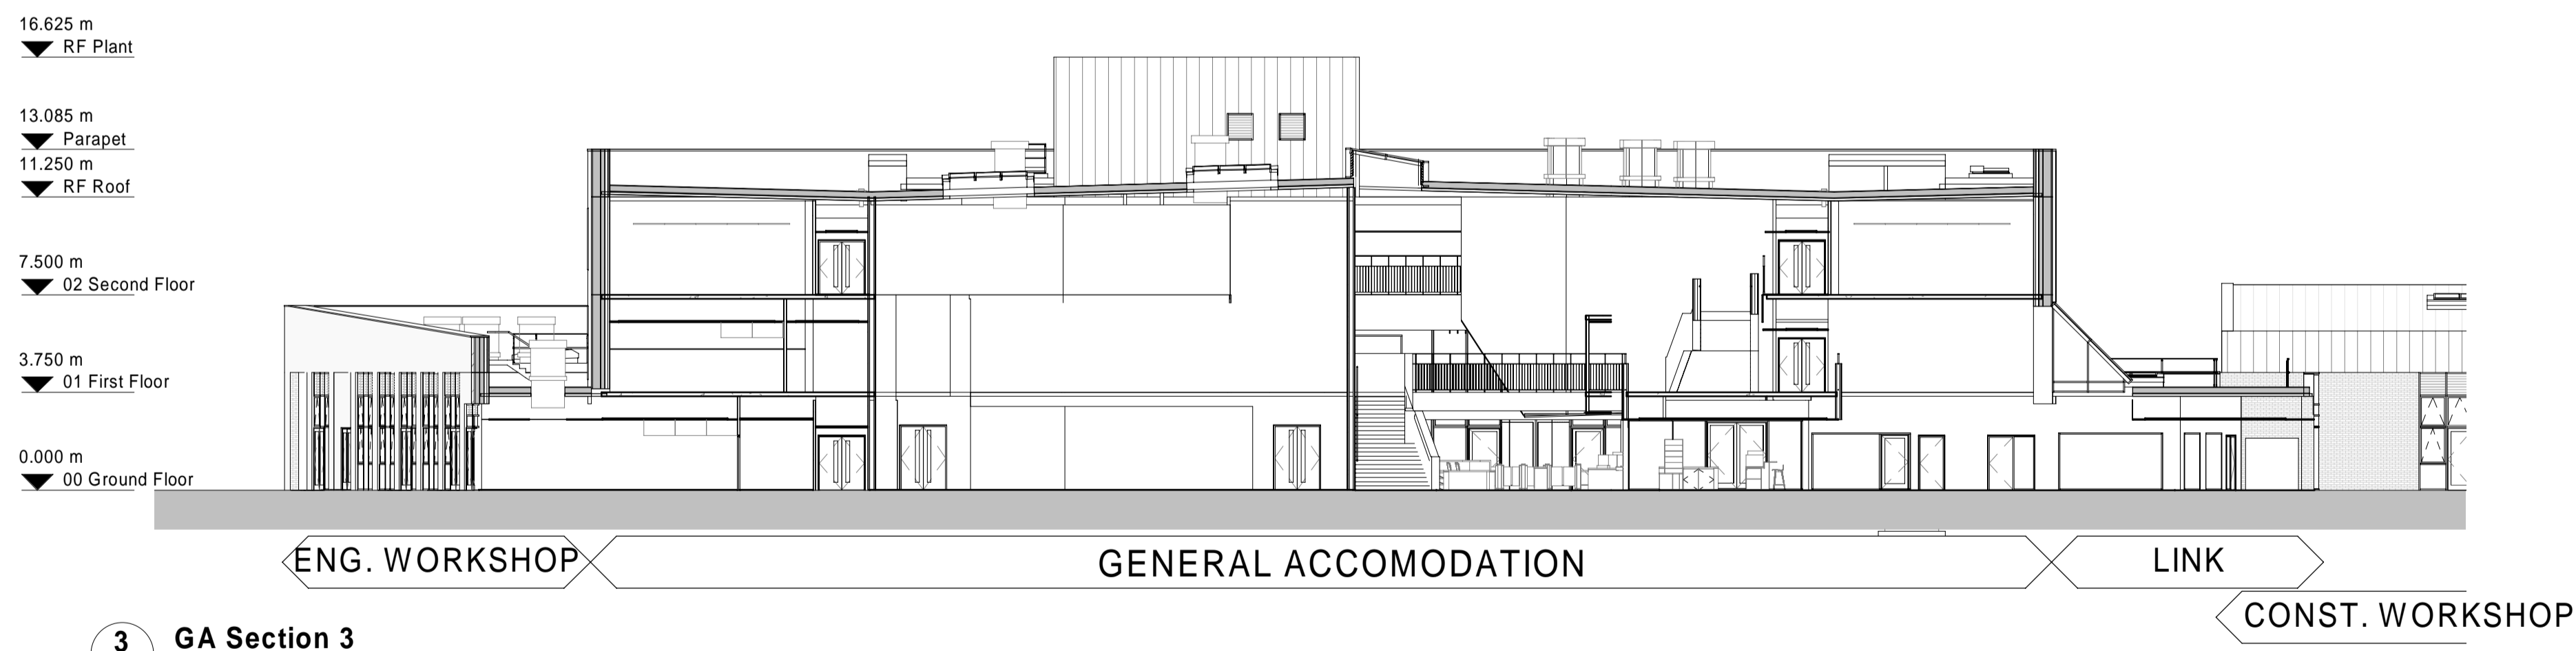 16.625 m
RF Plant
13.085 m
Parapet
11.250 m
RF Roof
7.500 m
02 Second Floor
3.750 m
01 First Floor
0.000 m
00 Ground Floor
ENG. WORKSHOP
GENERAL ACCOMODATION
LINK
CONST. WORKSHOP
3
GA Section 3